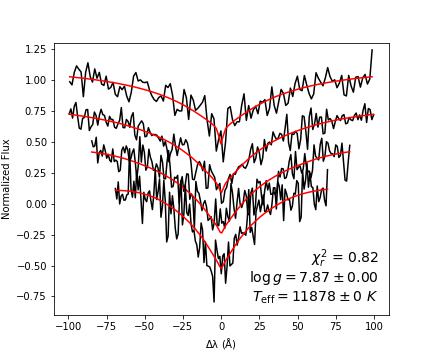 1.25
1.00
0.75
0.50
0.25
0.00
−0.25
−0.50
−0.75
Normalized Flux
χ²ᵣ = 0.82
log g = 7.87 ± 0.00
T_eff = 11878 ± 0 K
−100 −75 −50 −25 0 25 50 75 100
Δλ (Å)